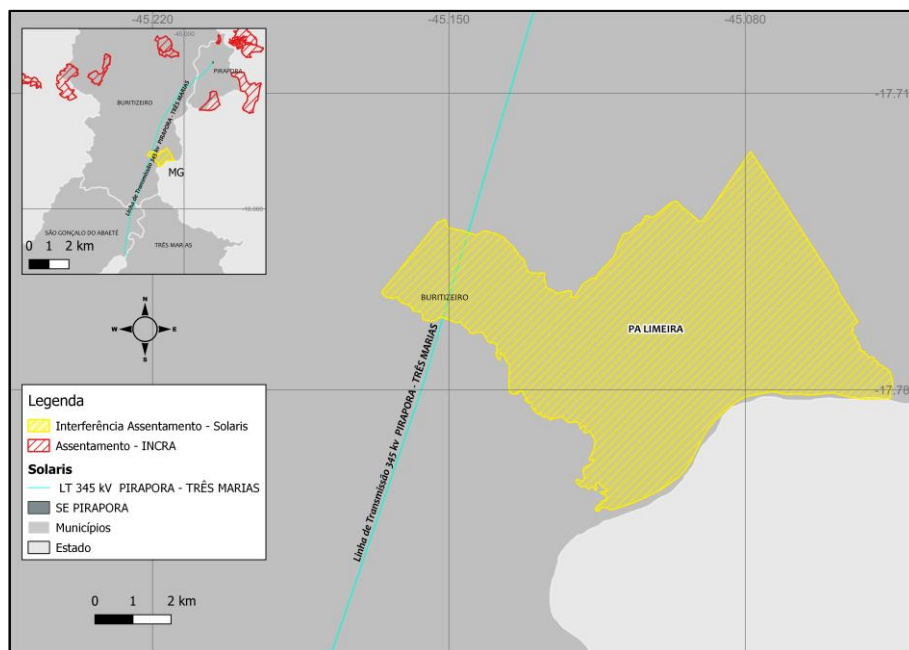 -45.220
-45.150
-45.080
-17.71
-17.78
PIRAPORA
BURITIZEIRO
Linha de Transmissão 345 kv PIRAPORA - TRÊS MARIAS
MG
-18.000
SÃO GONÇALO DO ABAETÉ
TRÊS MARIAS
0 1 2 km
N
W E
S
BURITIZEIRO
PA LIMEIRA
Linha de Transmissão 345 kv PIRAPORA - TRÊS MARIAS
Legenda
Interferência Assentamento - Solaris
Assentamento - INCRA
Solaris
LT 345 kV PIRAPORA - TRÊS MARIAS
SE PIRAPORA
Municípios
Estado
0 1 2 km